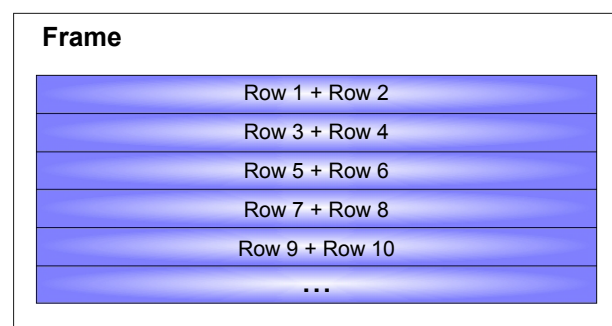 Frame
Row 1 + Row 2
Row 3 + Row 4
Row 5 + Row 6
Row 7 + Row 8
Row 9 + Row 10
...